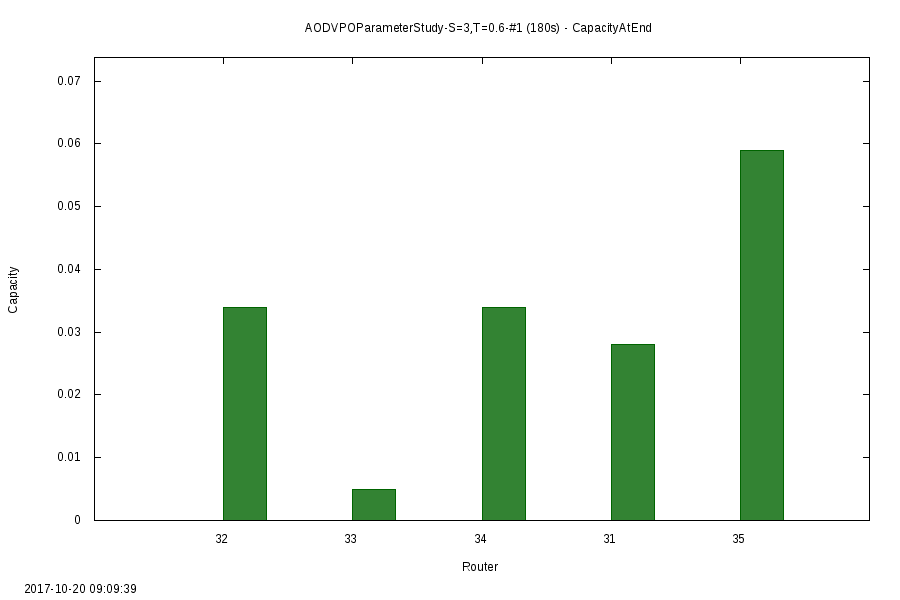 AODVPOParameterStudy-S=3,T=0.6-#1 (180s) - CapacityAtEnd
0.07
0.06
0.05
0.04
0.03
0.02
0.01
0
Capacity
32 33 34 31 35
Router
2017-10-20 09:09:39